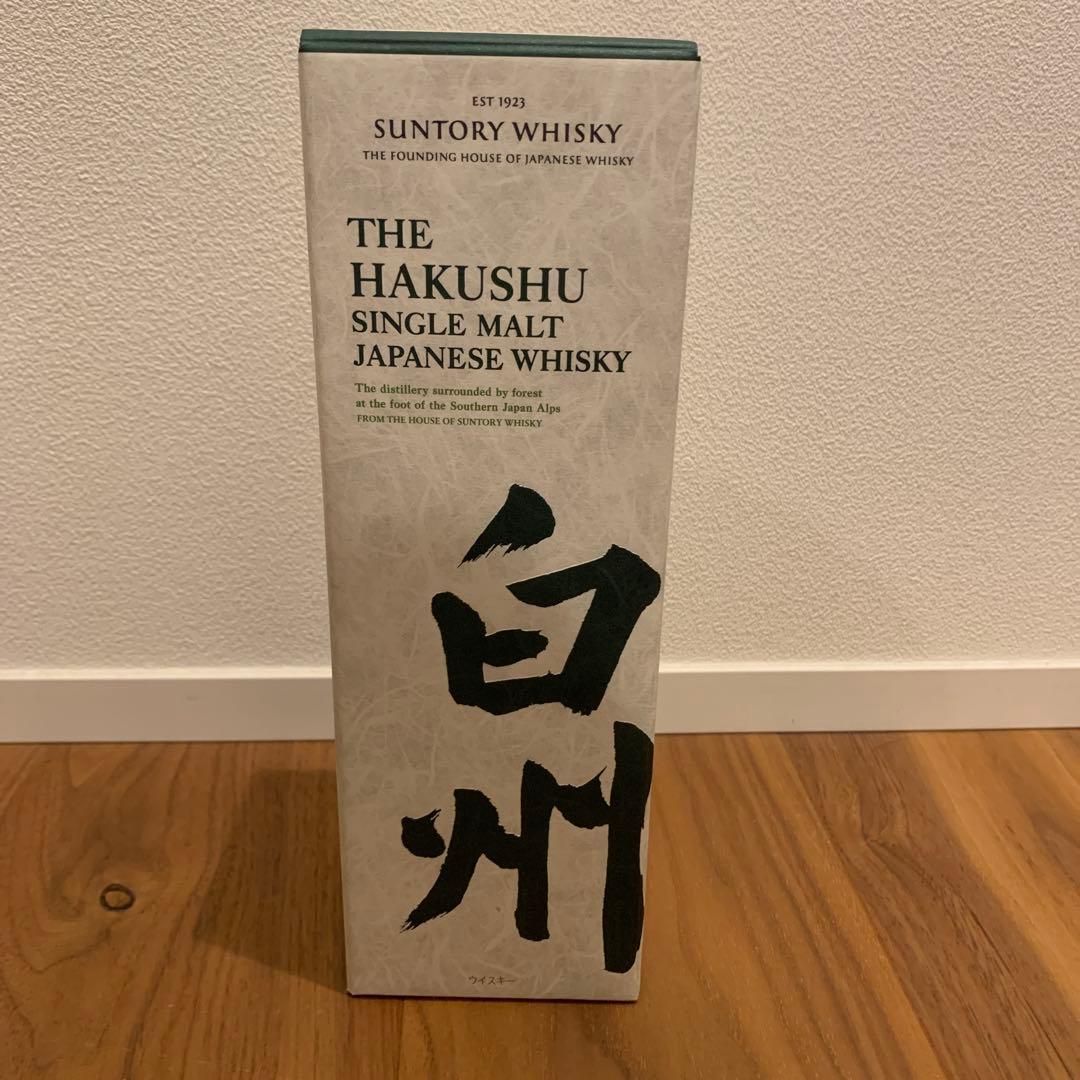 EST 1923
SUNTORY WHISKY
THE FOUNDING HOUSE OF JAPANESE WHISKY
THE
HAKUSHU
SINGLE MALT
JAPANESE WHISKY
The distillery surrounded by forest
at the foot of the Southern Japan Alps
FROM THE HOUSE OF SUNTORY WHISKY
白
州
ウイスキー